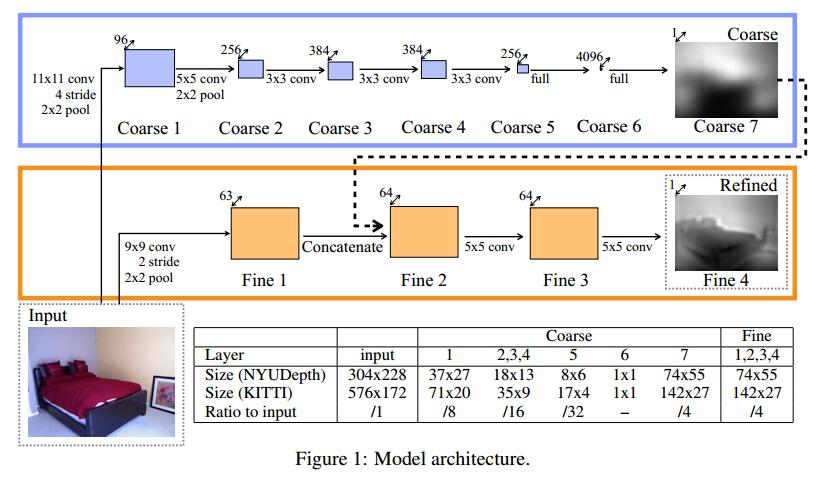 96
256
384
384
256
4096
1
Coarse
11x11 conv
4 stride
2x2 pool
5x5 conv
2x2 pool
3x3 conv
3x3 conv
3x3 conv
full
full
Coarse 1
Coarse 2
Coarse 3
Coarse 4
Coarse 5
Coarse 6
Coarse 7
63
64
64
1
Refined
9x9 conv
2 stride
2x2 pool
Concatenate
5x5 conv
5x5 conv
Fine 1
Fine 2
Fine 3
Fine 4
Input
Coarse Fine
Layer input 1 2,3,4 5 6 7 1,2,3,4
Size (NYUDepth) 304x228 37x27 18x13 8x6 1x1 74x55 74x55
Size (KITTI) 576x172 71x20 35x9 17x4 1x1 142x27 142x27
Ratio to input /1 /8 /16 /32 – /4 /4
Figure 1: Model architecture.